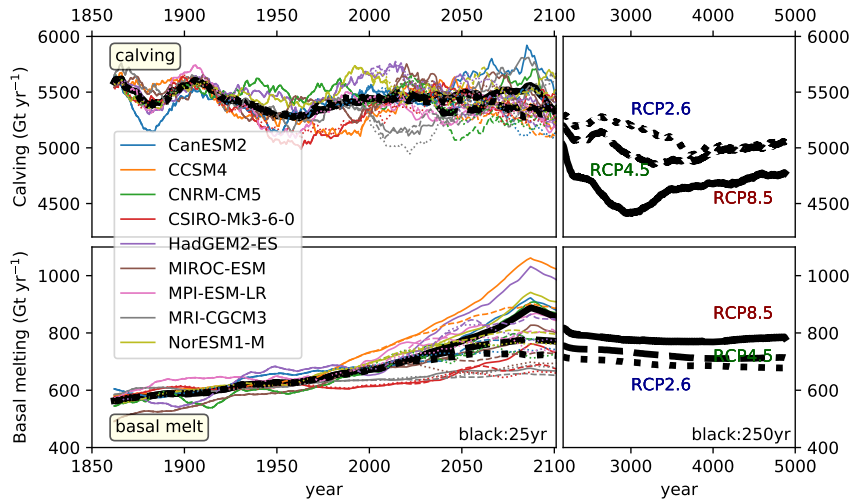 1850 1900 1950 2000 2050 2101 3000 4000 5000
6000 6000
calving
Calving (Gt yr−1)
5500 RCP2.6 5500
5000 RCP4.5 5000
4500 RCP8.5 4500
CanESM2
CCSM4
CNRM-CM5
CSIRO-Mk3-6-0
HadGEM2-ES
MIROC-ESM
MPI-ESM-LR
MRI-CGCM3
NorESM1-M
Basal melting (Gt yr−1)
1000 1000
RCP8.5
800 800
RCP4.5
600 RCP2.6 600
basal melt black:25yr black:250yr
400 400
1850 1900 1950 2000 2050 2101 3000 4000 5000
year year